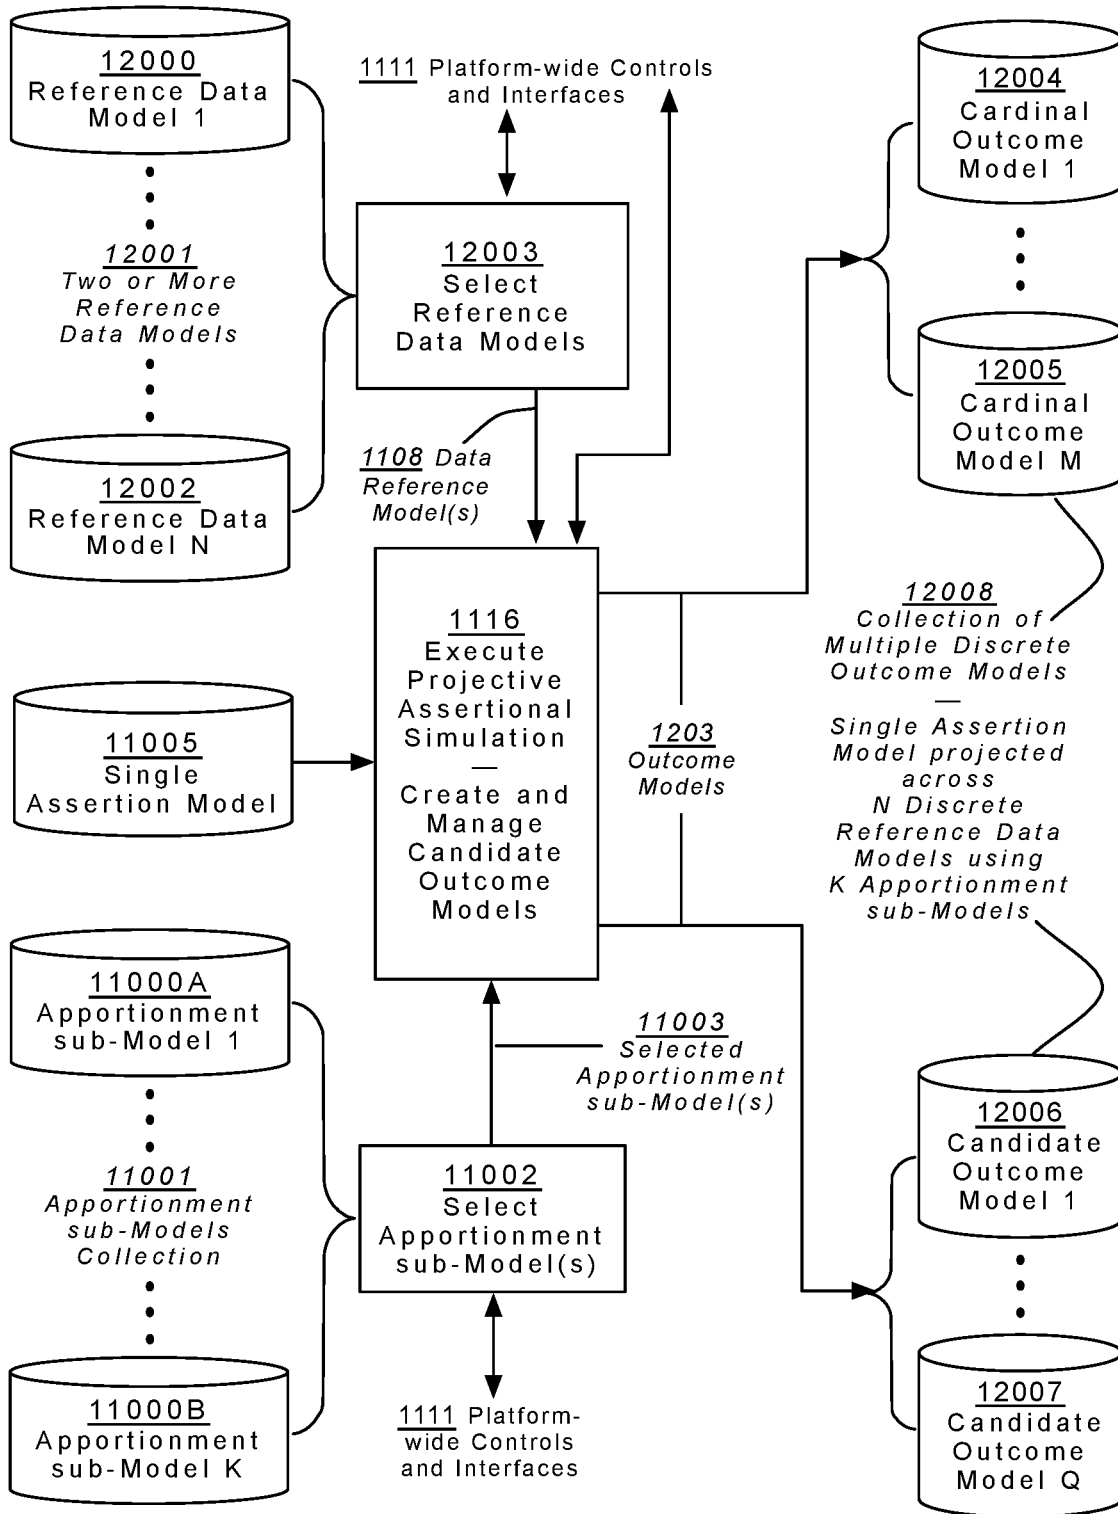 12000
Reference Data
Model 1
1111 Platform-wide Controls
and Interfaces
12004
Cardinal
Outcome
Model 1
12001
Two or More
Reference
Data Models
12003
Select
Reference
Data Models
12005
Cardinal
Outcome
Model M
12002
Reference Data
Model N
1108 Data
Reference
Model(s)
1116
Execute
Projective
Assertional
Simulation
—
Create and
Manage
Candidate
Outcome
Models
12008
Collection of
Multiple Discrete
Outcome Models
—
Single Assertion
Model projected
across
N Discrete
Reference Data
Models using
K Apportionment
sub-Models
11005
Single
Assertion Model
1203
Outcome
Models
11000A
Apportionment
sub-Model 1
11003
Selected
Apportionment
sub-Model(s)
12006
Candidate
Outcome
Model 1
11001
Apportionment
sub-Models
Collection
11002
Select
Apportionment
sub-Model(s)
11000B
Apportionment
sub-Model K
1111 Platform-
wide Controls
and Interfaces
12007
Candidate
Outcome
Model Q